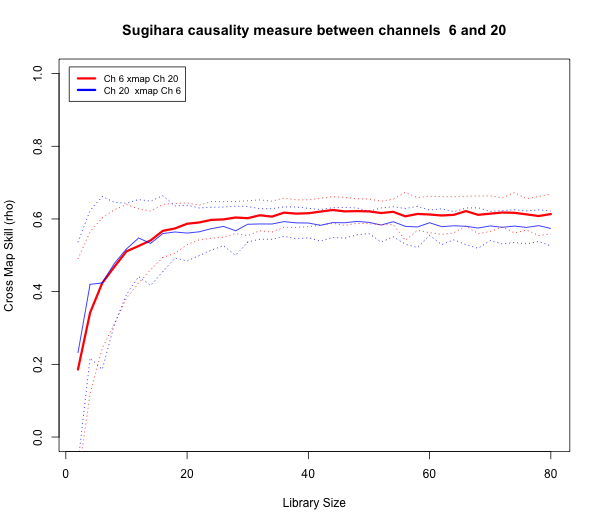 Sugihara causality measure between channels  6 and 20
Ch 6 xmap Ch 20
Ch 20  xmap Ch 6
Cross Map Skill (rho)
1.0
0.8
0.6
0.4
0.2
0.0
0 20 40 60 80
Library Size